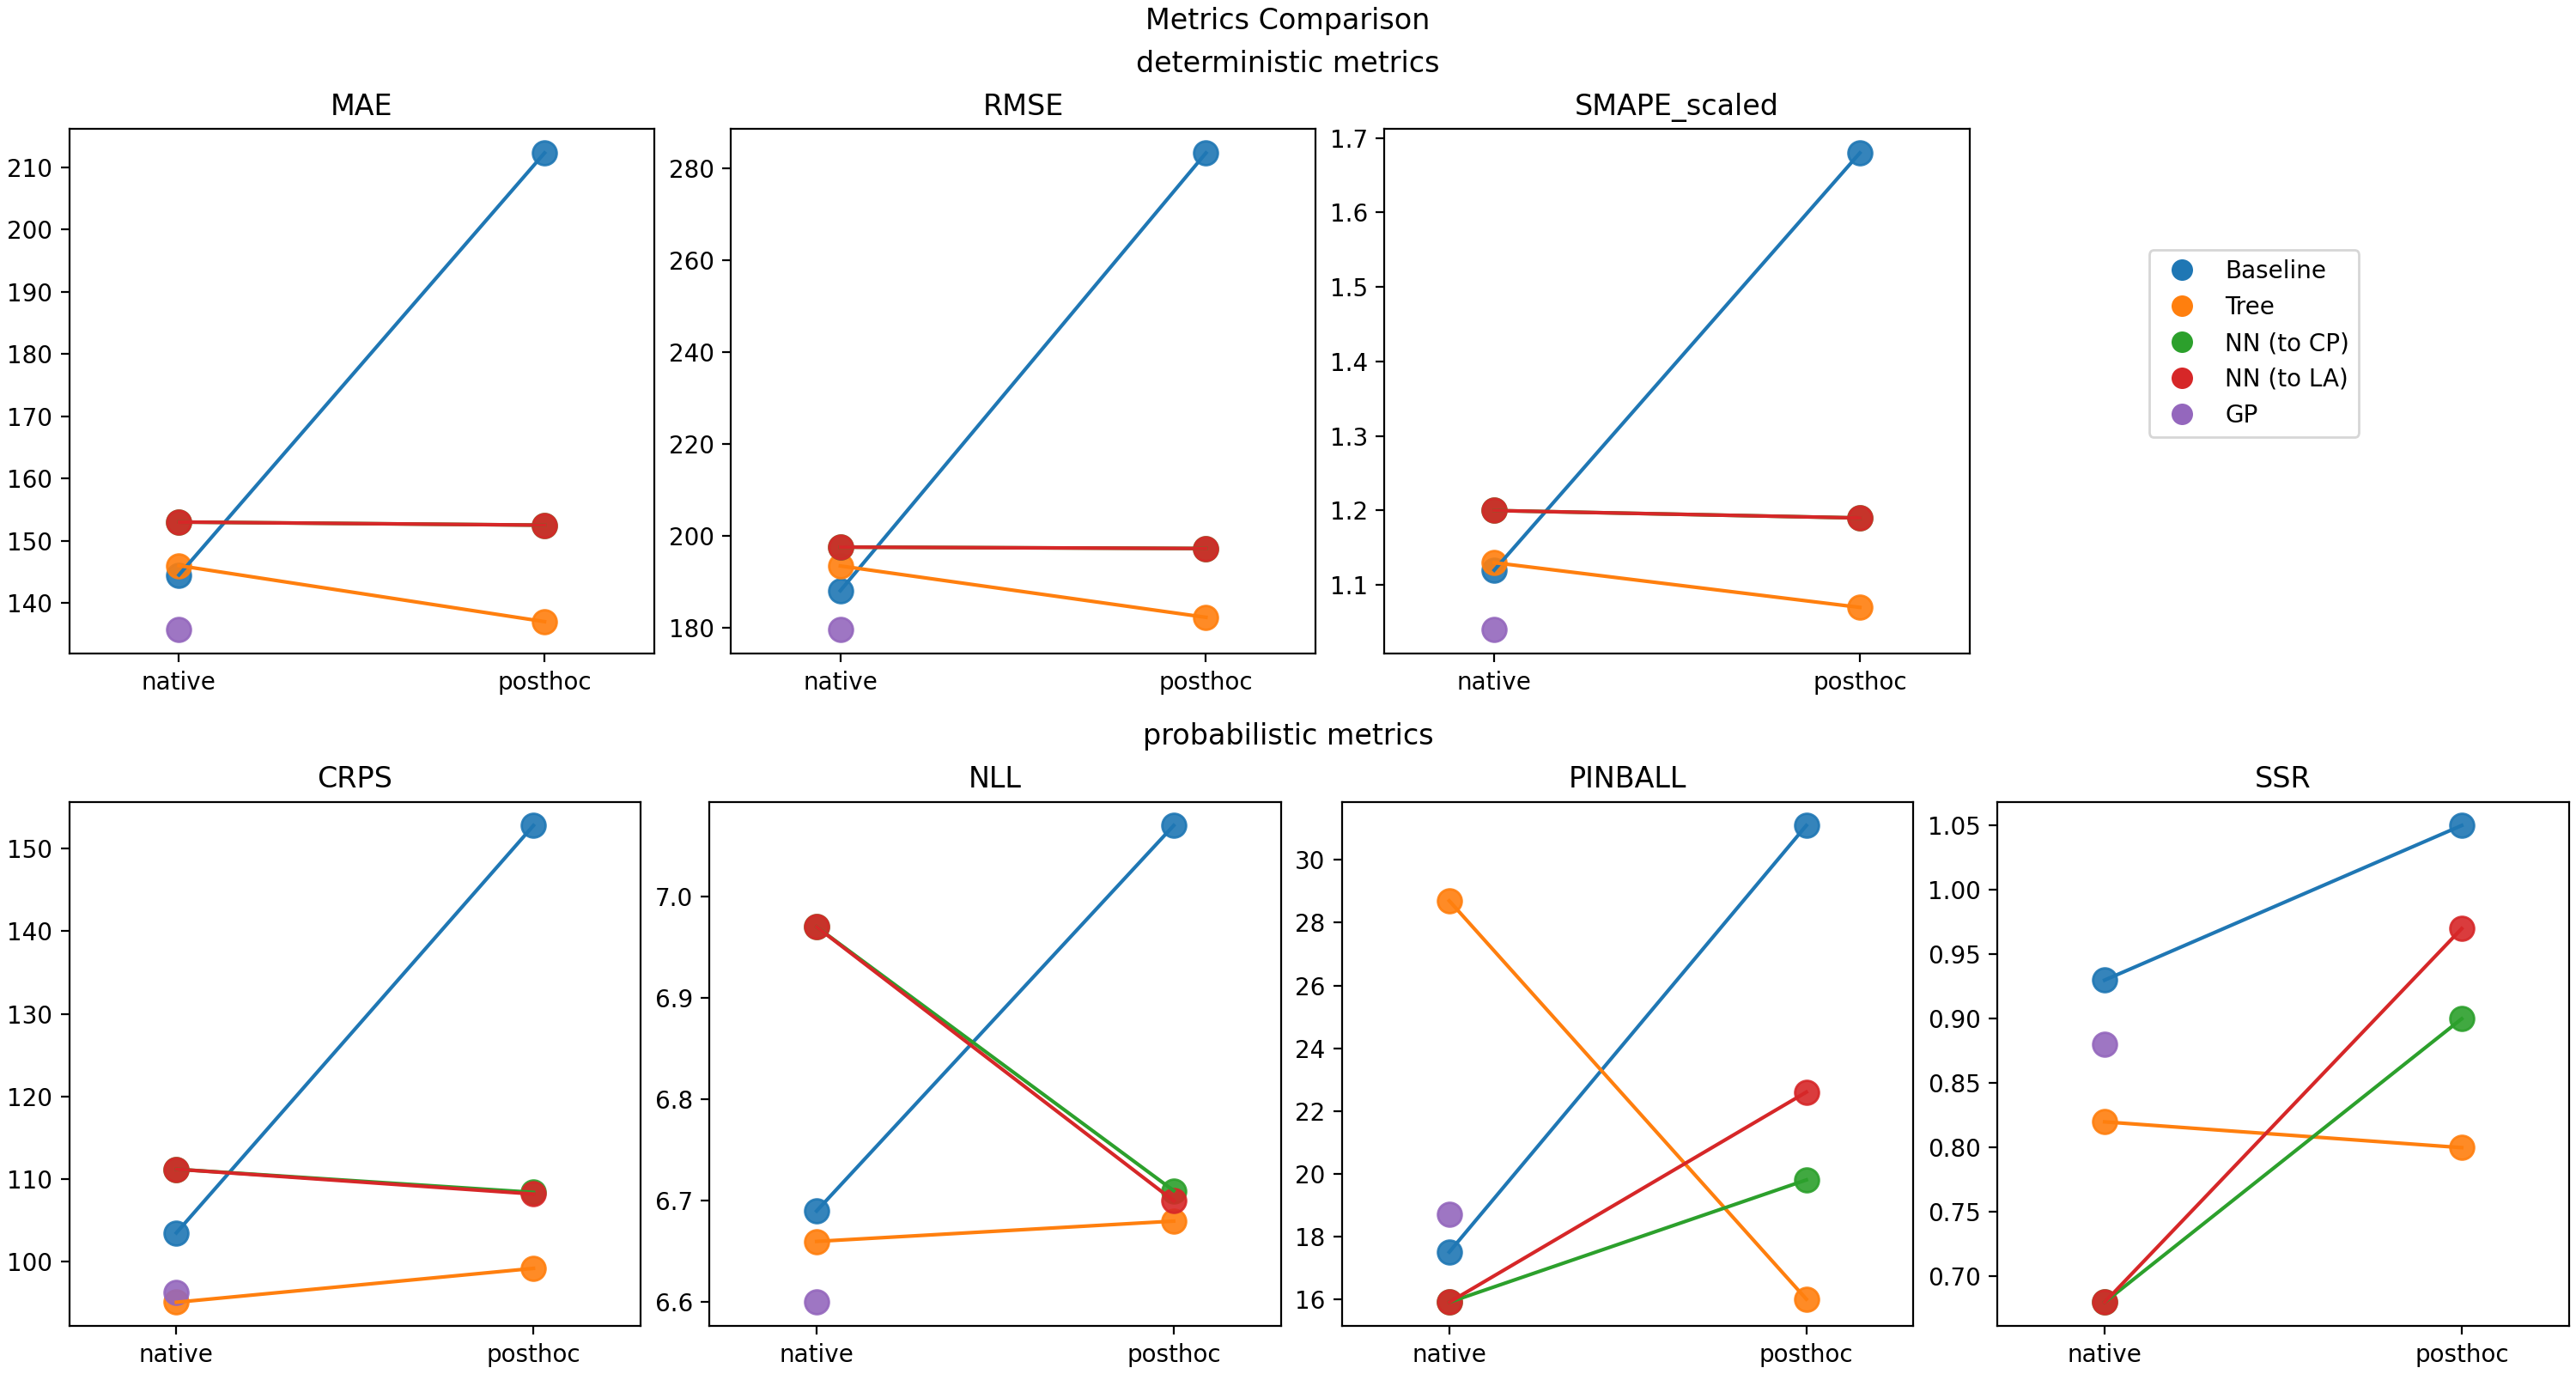 Metrics Comparison
deterministic metrics
MAE
210
200
190
180
170
160
150
140
native posthoc
RMSE
280
260
240
220
200
180
native posthoc
SMAPE_scaled
1.7
1.6
1.5
1.4
1.3
1.2
1.1
native posthoc
Baseline
Tree
NN (to CP)
NN (to LA)
GP
probabilistic metrics
CRPS
150
140
130
120
110
100
native posthoc
NLL
7.0
6.9
6.8
6.7
6.6
native posthoc
PINBALL
30
28
26
24
22
20
18
16
native posthoc
SSR
1.05
1.00
0.95
0.90
0.85
0.80
0.75
0.70
native posthoc